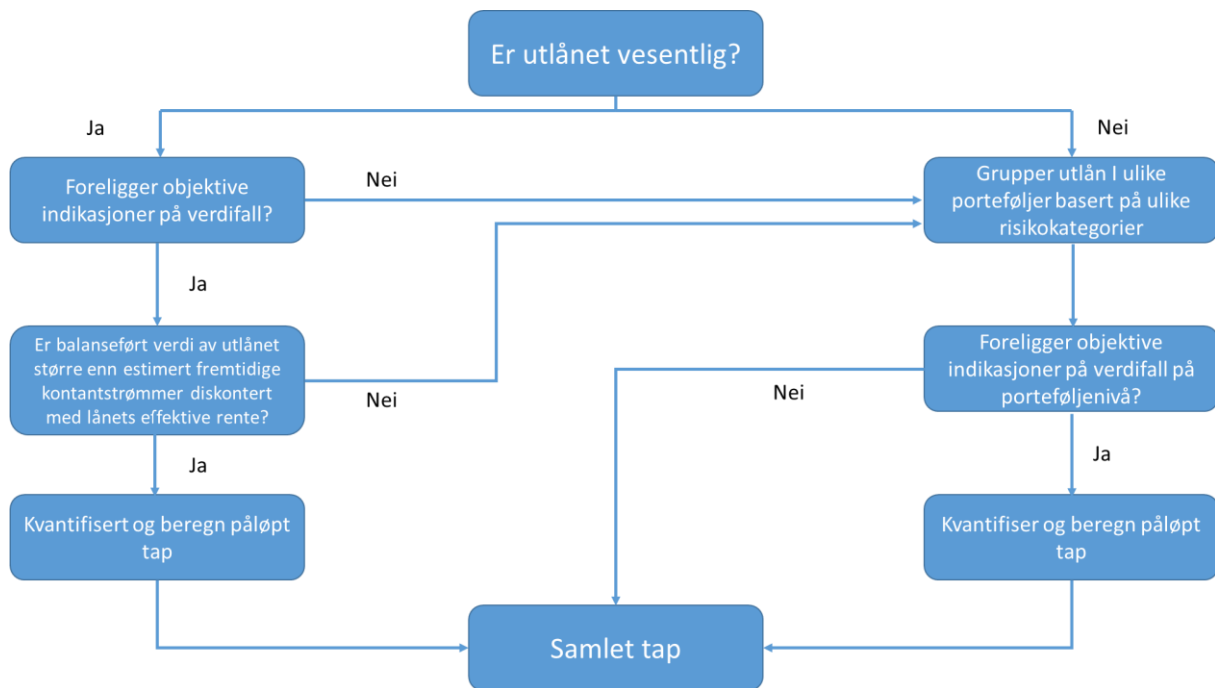 Er utlånet vesentlig?
Ja
Nei
Foreligger objektive
indikasjoner på verdifall?
Nei
Grupper utlån I ulike
porteføljer basert på ulike
risikokategorier
Ja
Er balanseført verdi av utlånet
større enn estimert fremtidige
kontantstrømmer diskontert
med lånets effektive rente?
Nei
Nei
Foreligger objektive
indikasjoner på verdifall på
porteføljenivå?
Ja
Ja
Kvantifisert og beregn påløpt
tap
Kvantifiser og beregn påløpt
tap
Samlet tap